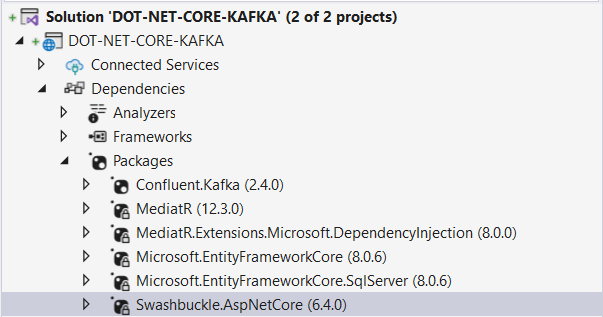 Solution 'DOT-NET-CORE-KAFKA' (2 of 2 projects)
DOT-NET-CORE-KAFKA
Connected Services
Dependencies
Analyzers
Frameworks
Packages
Confluent.Kafka (2.4.0)
MediatR (12.3.0)
MediatR.Extensions.Microsoft.DependencyInjection (8.0.0)
Microsoft.EntityFrameworkCore (8.0.6)
Microsoft.EntityFrameworkCore.SqlServer (8.0.6)
Swashbuckle.AspNetCore (6.4.0)